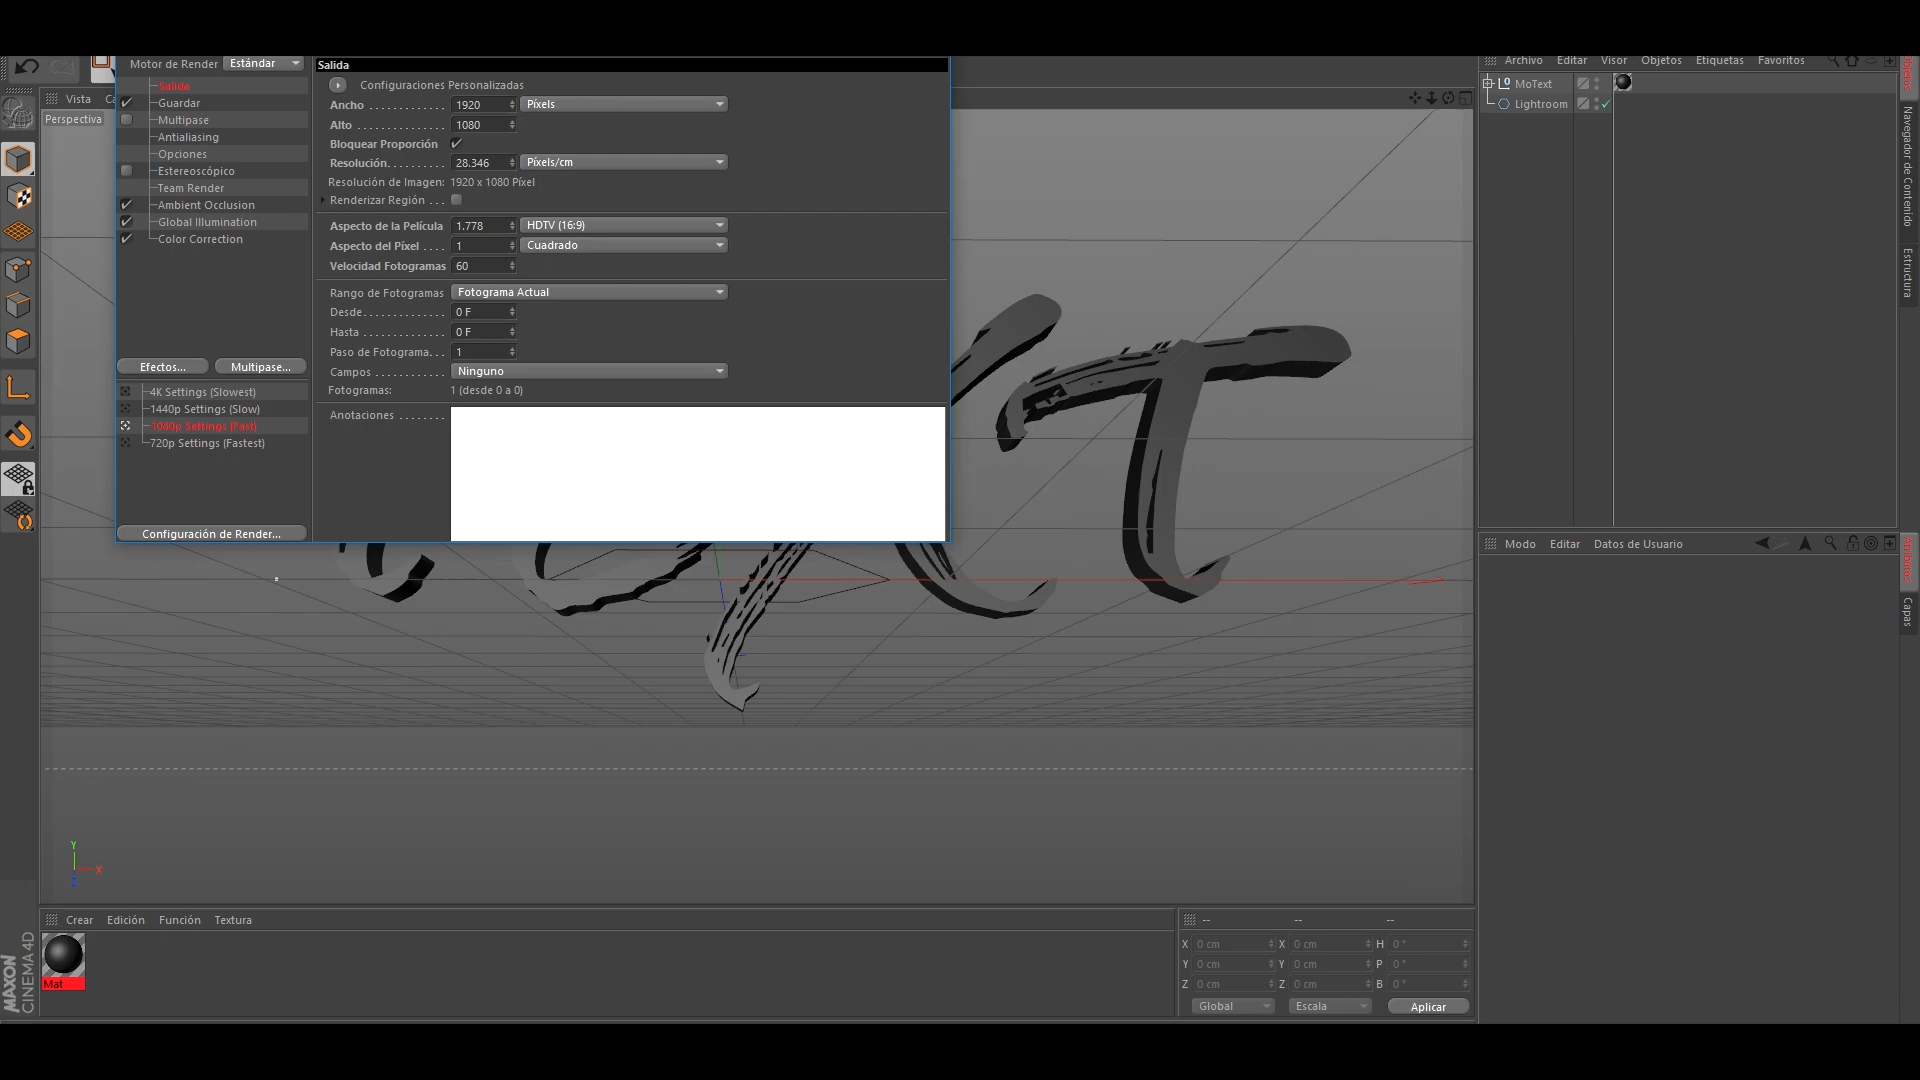 Motor de Render Estándar
Salida
Guardar
Multipase
Antialiasing
Opciones
Estereoscópico
Team Render
Ambient Occlusion
Global Illumination
Color Correction
Efectos...
Multipase...
4K Settings (Slowest)
1440p Settings (Slow)
1080p Settings (Fast)
720p Settings (Fastest)
Configuración de Render...
Salida
Configuraciones Personalizadas
Ancho . . . . . . . . . . . . . 1920 Píxels
Alto . . . . . . . . . . . . . . 1080
Bloquear Proporción
Resolución. . . . . . . . . . 28.346 Píxels/cm
Resolución de Imagen: 1920 x 1080 Píxel
Renderizar Región . . .
Aspecto de la Película 1.778 HDTV (16:9)
Aspecto del Píxel . . . . 1 Cuadrado
Velocidad Fotogramas 60
Rango de Fotogramas Fotograma Actual
Desde. . . . . . . . . . . . . 0 F
Hasta . . . . . . . . . . . . . 0 F
Paso de Fotograma. . . 1
Campos . . . . . . . . . . . Ninguno
Fotogramas: 1 (desde 0 a 0)
Anotaciones . . . . . . .
Vista
Perspectiva
Y
X
Z
Archivo Editar Visor Objetos Etiquetas Favoritos
MoText
Lightroom
Navegador de Contenido
Estructura
Modo Editar Datos de Usuario
Atributos
Capas
Crear Edición Función Textura
Mat
MAXON
CINEMA 4D
-- -- --
X 0 cm X 0 cm H 0 °
Y 0 cm Y 0 cm P 0 °
Z 0 cm Z 0 cm B 0 °
Global Escala Aplicar